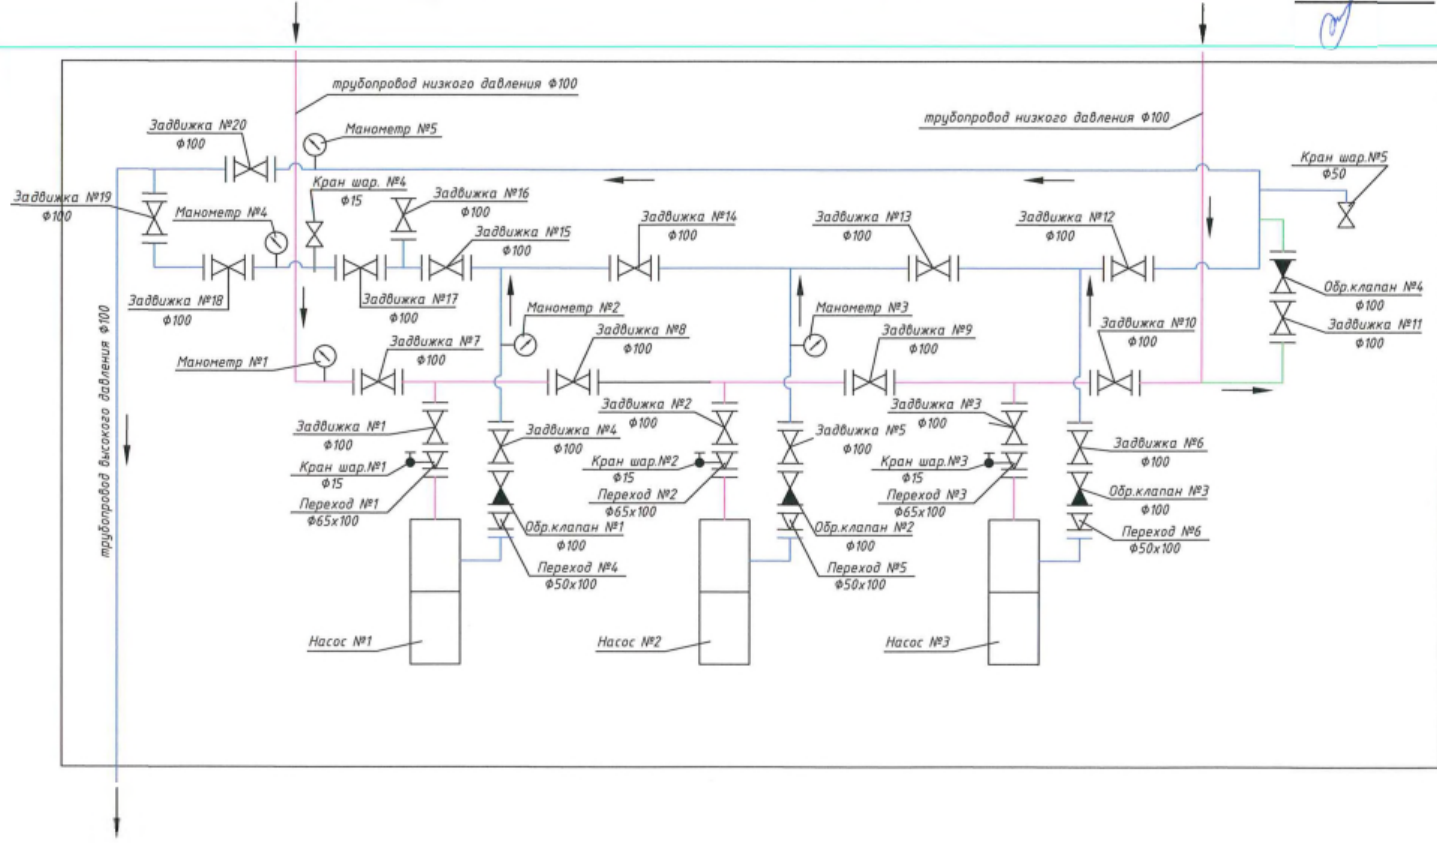 трубопровод низкого давления Ф100
трубопровод низкого давления Ф100
Задвижка №20
Ф100
Манометр №5
Кран шар.№5
Ф50
Задвижка №19
Ф100
Манометр №4
Кран шар. №4
Ф15
Задвижка №16
Ф100
Задвижка №15
Ф100
Задвижка №14
Ф100
Задвижка №13
Ф100
Задвижка №12
Ф100
Задвижка №18
Ф100
Задвижка №17
Ф100
Обр.клапан №4
Ф100
Задвижка №11
Ф100
Манометр №2
Манометр №3
Задвижка №7
Ф100
Задвижка №8
Ф100
Задвижка №9
Ф100
Задвижка №10
Ф100
Манометр №1
трубопровод высокого давления Ф100
Задвижка №1
Ф100
Задвижка №4
Ф100
Задвижка №2
Ф100
Задвижка №5
Ф100
Задвижка №3
Ф100
Задвижка №6
Ф100
Кран шар.№1
Ф15
Кран шар.№2
Ф15
Кран шар.№3
Ф15
Переход №1
Ф65х100
Обр.клапан №1
Ф100
Переход №2
Ф65х100
Обр.клапан №2
Ф100
Переход №3
Ф65х100
Обр.клапан №3
Ф100
Переход №4
Ф50х100
Переход №5
Ф50х100
Переход №6
Ф50х100
Насос №1
Насос №2
Насос №3